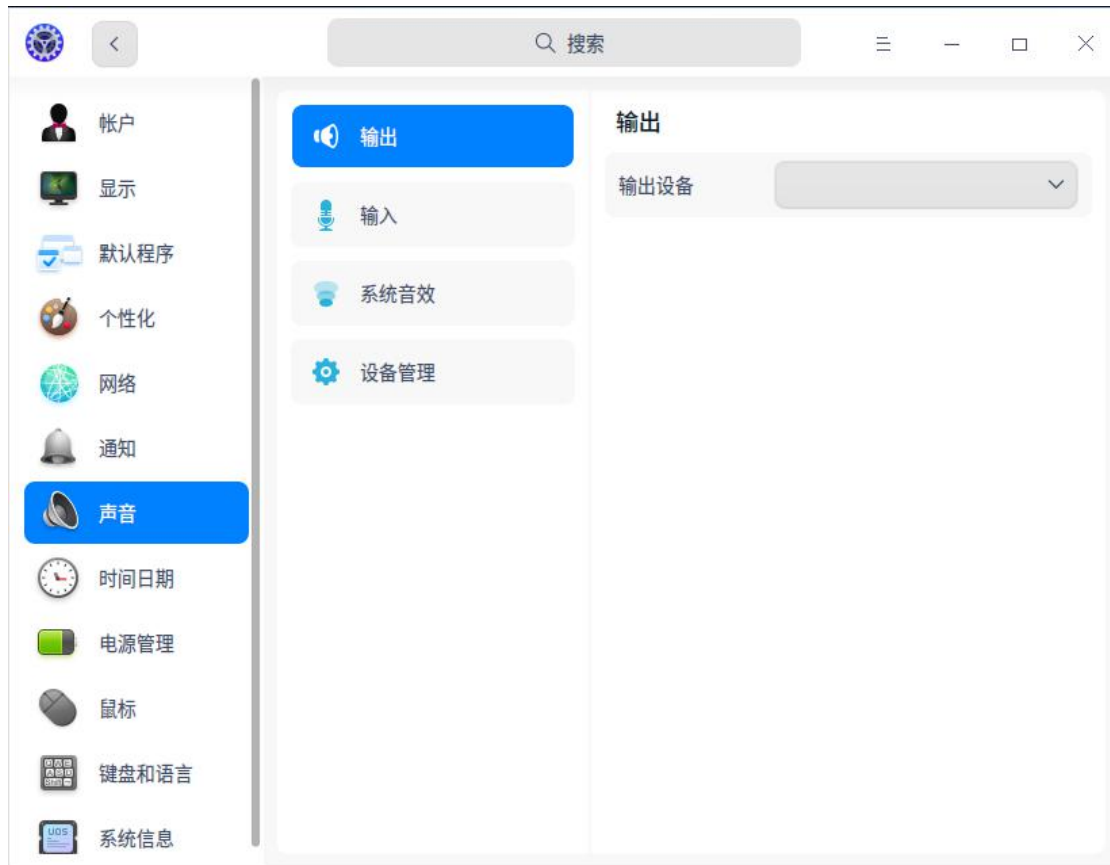 搜索
帐户
显示
默认程序
个性化
网络
通知
声音
时间日期
电源管理
鼠标
键盘和语言
UOS
系统信息
输出
输入
系统音效
设备管理
输出
输出设备